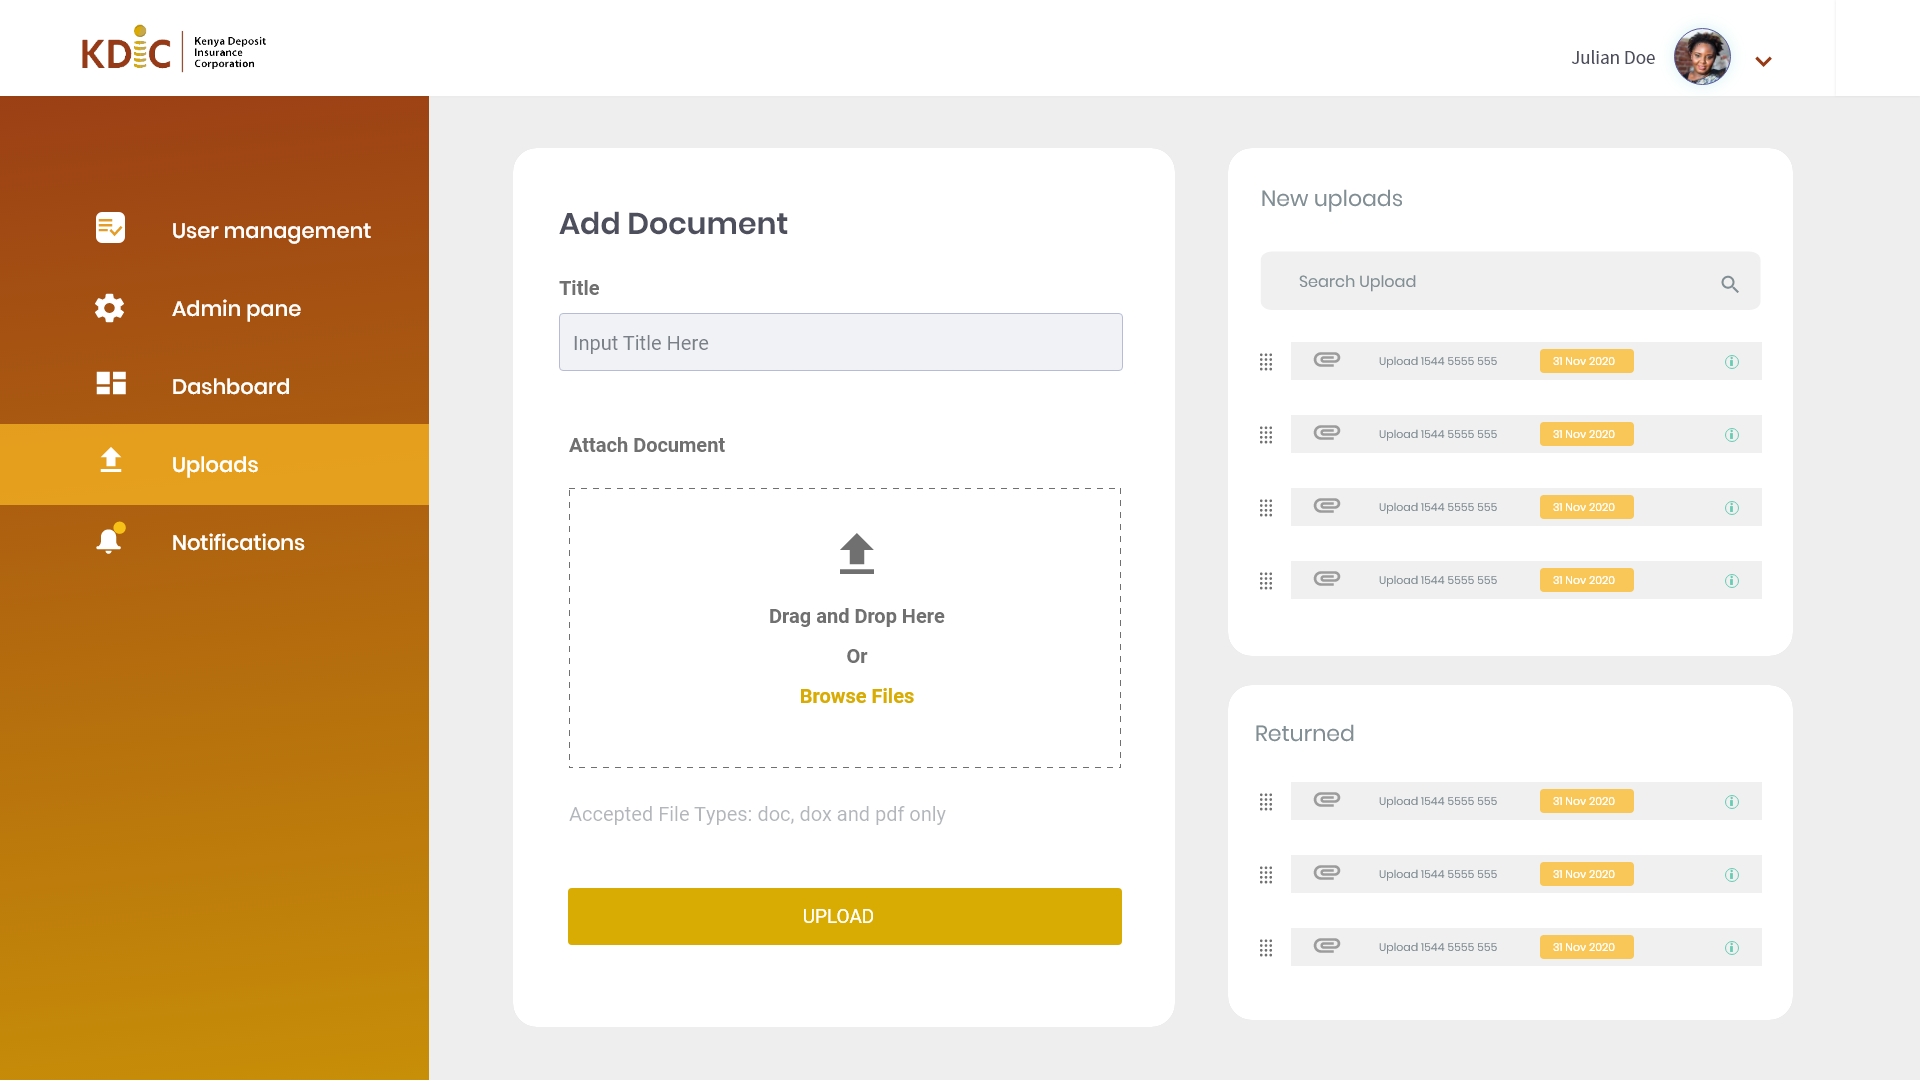 KDIC
Kenya Deposit
Insurance
Corporation
Julian Doe
User management
Admin pane
Dashboard
Uploads
Notifications
Add Document
Title
Input Title Here
Attach Document
Drag and Drop Here
Or
Browse Files
Accepted File Types: doc, dox and pdf only
UPLOAD
New uploads
Search Upload
Upload 1544 5555 555 31 Nov 2020
Upload 1544 5555 555 31 Nov 2020
Upload 1544 5555 555 31 Nov 2020
Upload 1544 5555 555 31 Nov 2020
Returned
Upload 1544 5555 555 31 Nov 2020
Upload 1544 5555 555 31 Nov 2020
Upload 1544 5555 555 31 Nov 2020